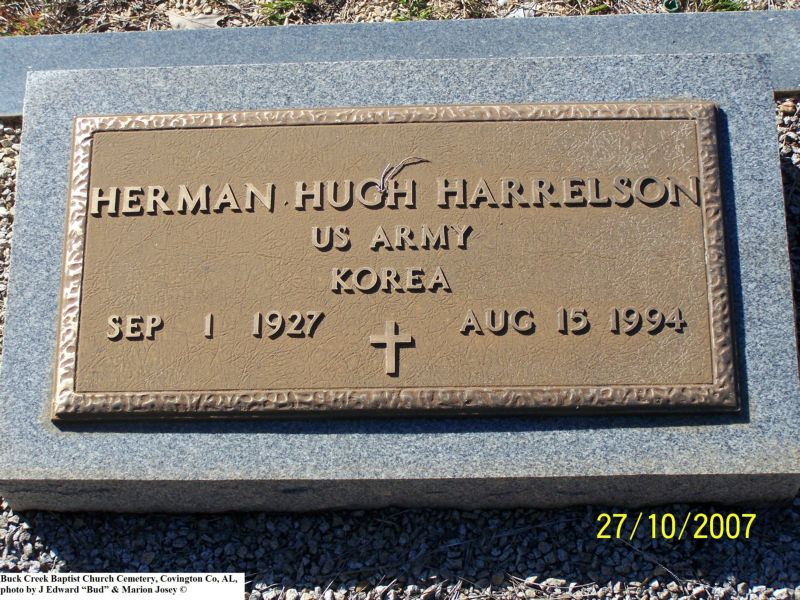 HERMAN HUGH HARRELSON
US ARMY
KOREA
SEP 1 1927 AUG 15 1994
27/10/2007
Buck Creek Baptist Church Cemetery, Covington Co, AL,
photo by J Edward “Bud” & Marion Josey ©